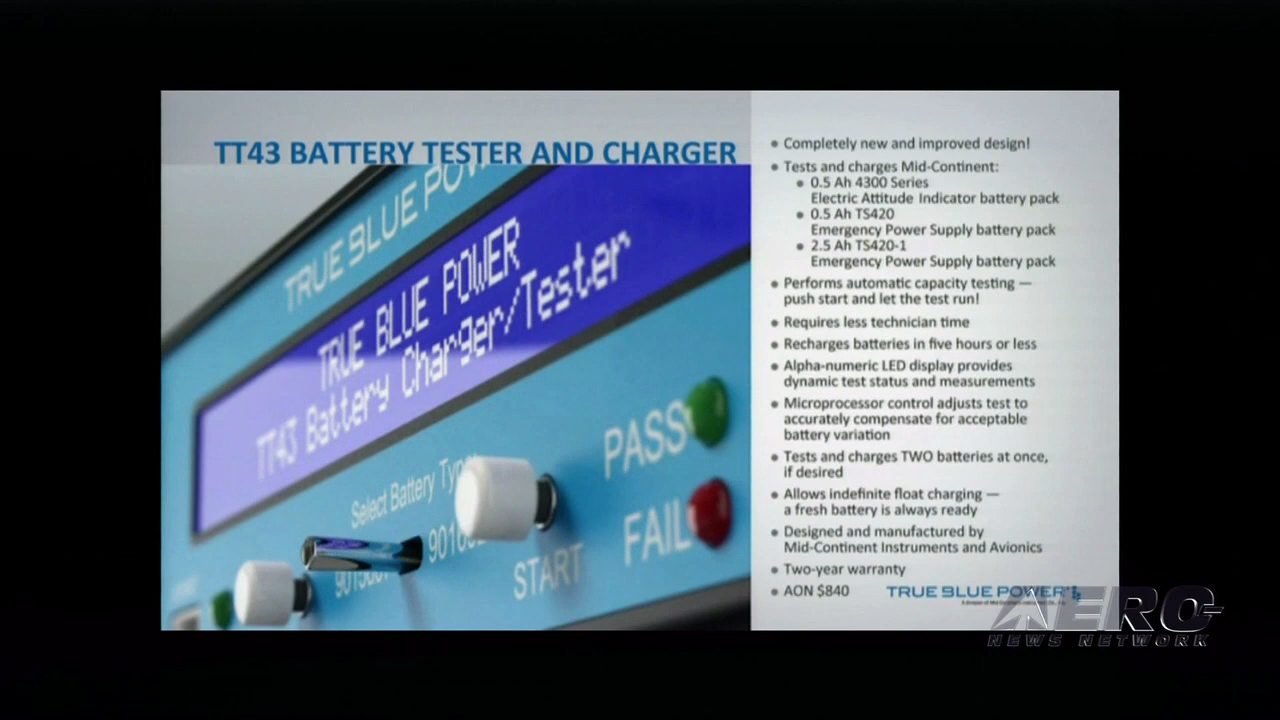 TT43 BATTERY TESTER AND CHARGER
TRUE BLUE POW
TRUE BLUE POWER
TT43 Battery Charger/Tester
Select Battery Type
PASS
FAIL
START
• Completely new and improved design!
• Tests and charges Mid-Continent:
• 0.5 Ah 4300 Series
Electric Attitude Indicator battery pack
• 0.5 Ah TS420
Emergency Power Supply battery pack
• 2.5 Ah TS420-1
Emergency Power Supply battery pack
• Performs automatic capacity testing —
push start and let the test run!
• Requires less technician time
• Recharges batteries in five hours or less
• Alpha-numeric LED display provides
dynamic test status and measurements
• Microprocessor control adjusts test to
accurately compensate for acceptable
battery variation
• Tests and charges TWO batteries at once,
if desired
• Allows indefinite float charging —
a fresh battery is always ready
• Designed and manufactured by
Mid-Continent Instruments and Avionics
• Two-year warranty
• AON $840
TRUE BLUE POWER
AERO
NEWS NETWORK